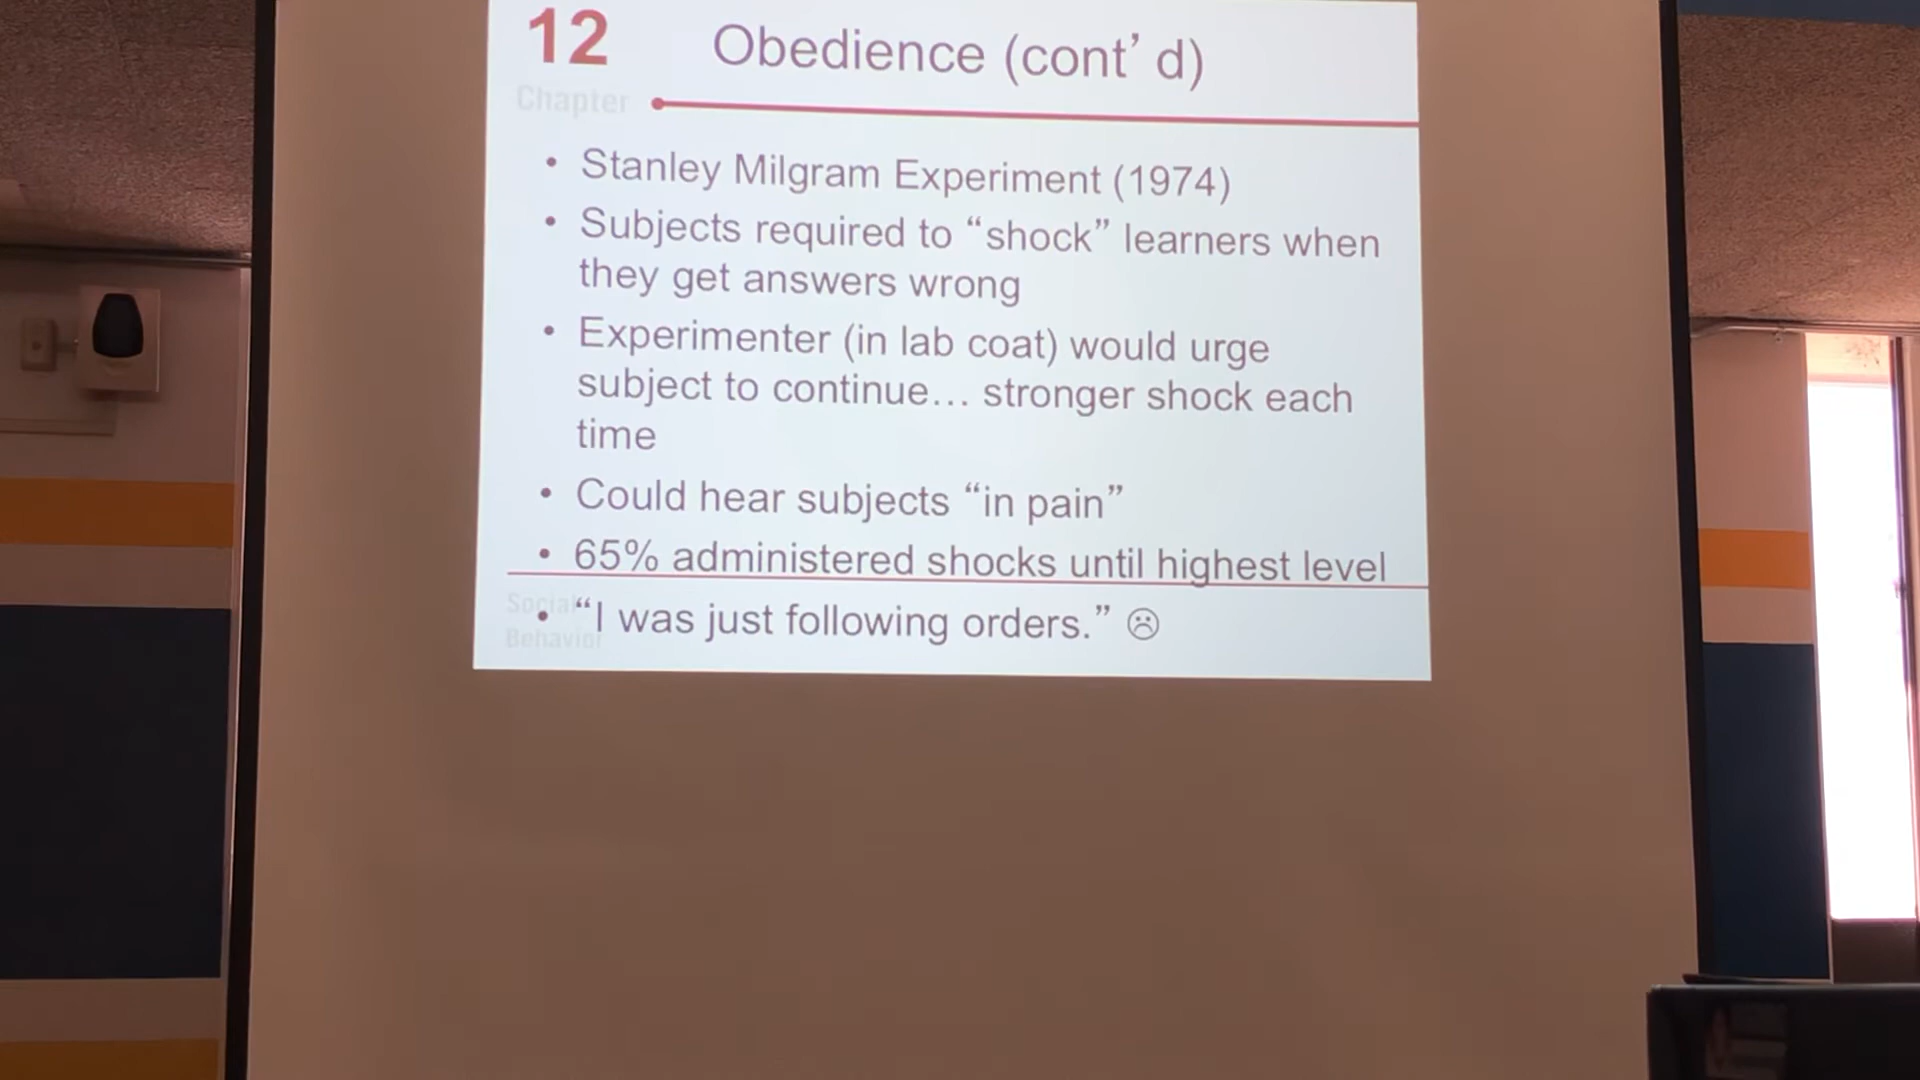 12 Obedience (cont’ d)
Chapter
• Stanley Milgram Experiment (1974)
• Subjects required to “shock” learners when
they get answers wrong
• Experimenter (in lab coat) would urge
subject to continue... stronger shock each
time
• Could hear subjects “in pain”
• 65% administered shocks until highest level
• “I was just following orders.” ☹
Social
Behavior